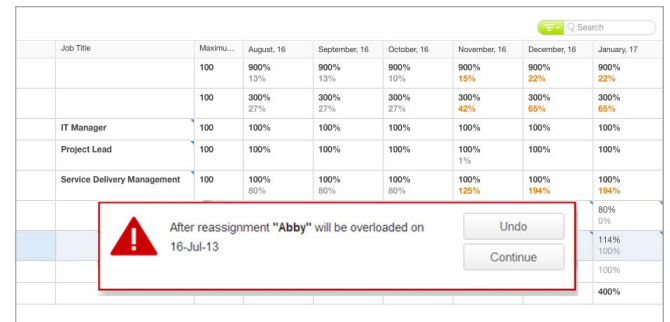 Search
Job Title Maximu... August, 16 September, 16 October, 16 November, 16 December, 16 January, 17
100 900% 900% 900% 900% 900% 900%
13% 13% 10% 15% 22% 22%
100 300% 300% 300% 300% 300% 300%
27% 27% 27% 42% 65% 65%
IT Manager 100 100% 100% 100% 100% 100% 100%
Project Lead 100 100% 100% 100% 100% 100% 100%
1%
Service Delivery Management 100 100% 100% 100% 100% 100% 100%
80% 80% 80% 125% 194% 194%
80%
0%
After reassignment "Abby" will be overloaded on
16-Jul-13
Undo
Continue
114%
100%
100%
400%